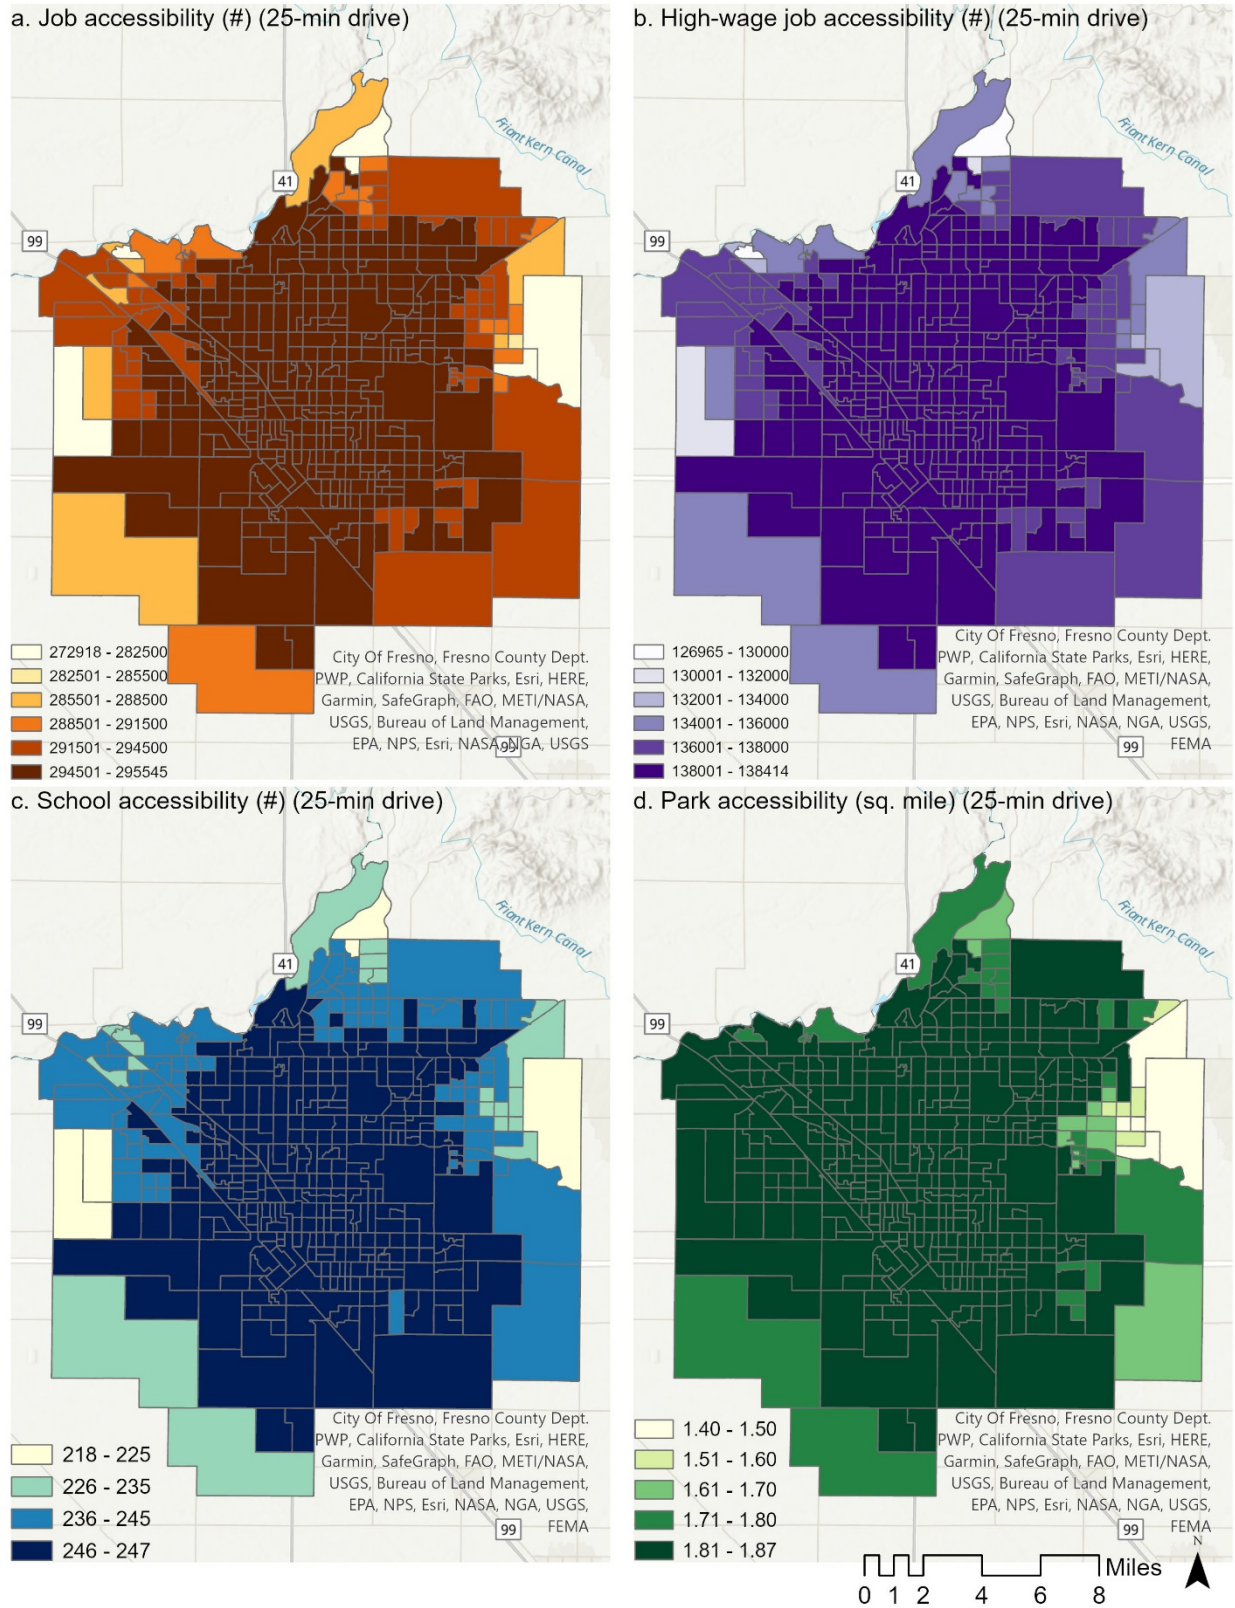 a. Job accessibility (#) (25-min drive)
Friant Kern Canal
41
99
272918 - 282500
282501 - 285500
285501 - 288500
288501 - 291500
291501 - 294500
294501 - 295545
City Of Fresno, Fresno County Dept.
PWP, California State Parks, Esri, HERE,
Garmin, SafeGraph, FAO, METI/NASA,
USGS, Bureau of Land Management,
EPA, NPS, Esri, NASA, NGA, USGS
99
b. High-wage job accessibility (#) (25-min drive)
Friant Kern Canal
41
99
126965 - 130000
130001 - 132000
132001 - 134000
134001 - 136000
136001 - 138000
138001 - 138414
City Of Fresno, Fresno County Dept.
PWP, California State Parks, Esri, HERE,
Garmin, SafeGraph, FAO, METI/NASA,
USGS, Bureau of Land Management,
EPA, NPS, Esri, NASA, NGA, USGS,
FEMA
99
c. School accessibility (#) (25-min drive)
Friant Kern Canal
41
99
218 - 225
226 - 235
236 - 245
246 - 247
City Of Fresno, Fresno County Dept.
PWP, California State Parks, Esri, HERE,
Garmin, SafeGraph, FAO, METI/NASA,
USGS, Bureau of Land Management,
EPA, NPS, Esri, NASA, NGA, USGS,
FEMA
99
d. Park accessibility (sq. mile) (25-min drive)
Friant Kern Canal
41
99
1.40 - 1.50
1.51 - 1.60
1.61 - 1.70
1.71 - 1.80
1.81 - 1.87
City Of Fresno, Fresno County Dept.
PWP, California State Parks, Esri, HERE,
Garmin, SafeGraph, FAO, METI/NASA,
USGS, Bureau of Land Management,
EPA, NPS, Esri, NASA, NGA, USGS,
FEMA
99
N
Miles
0 1 2 4 6 8